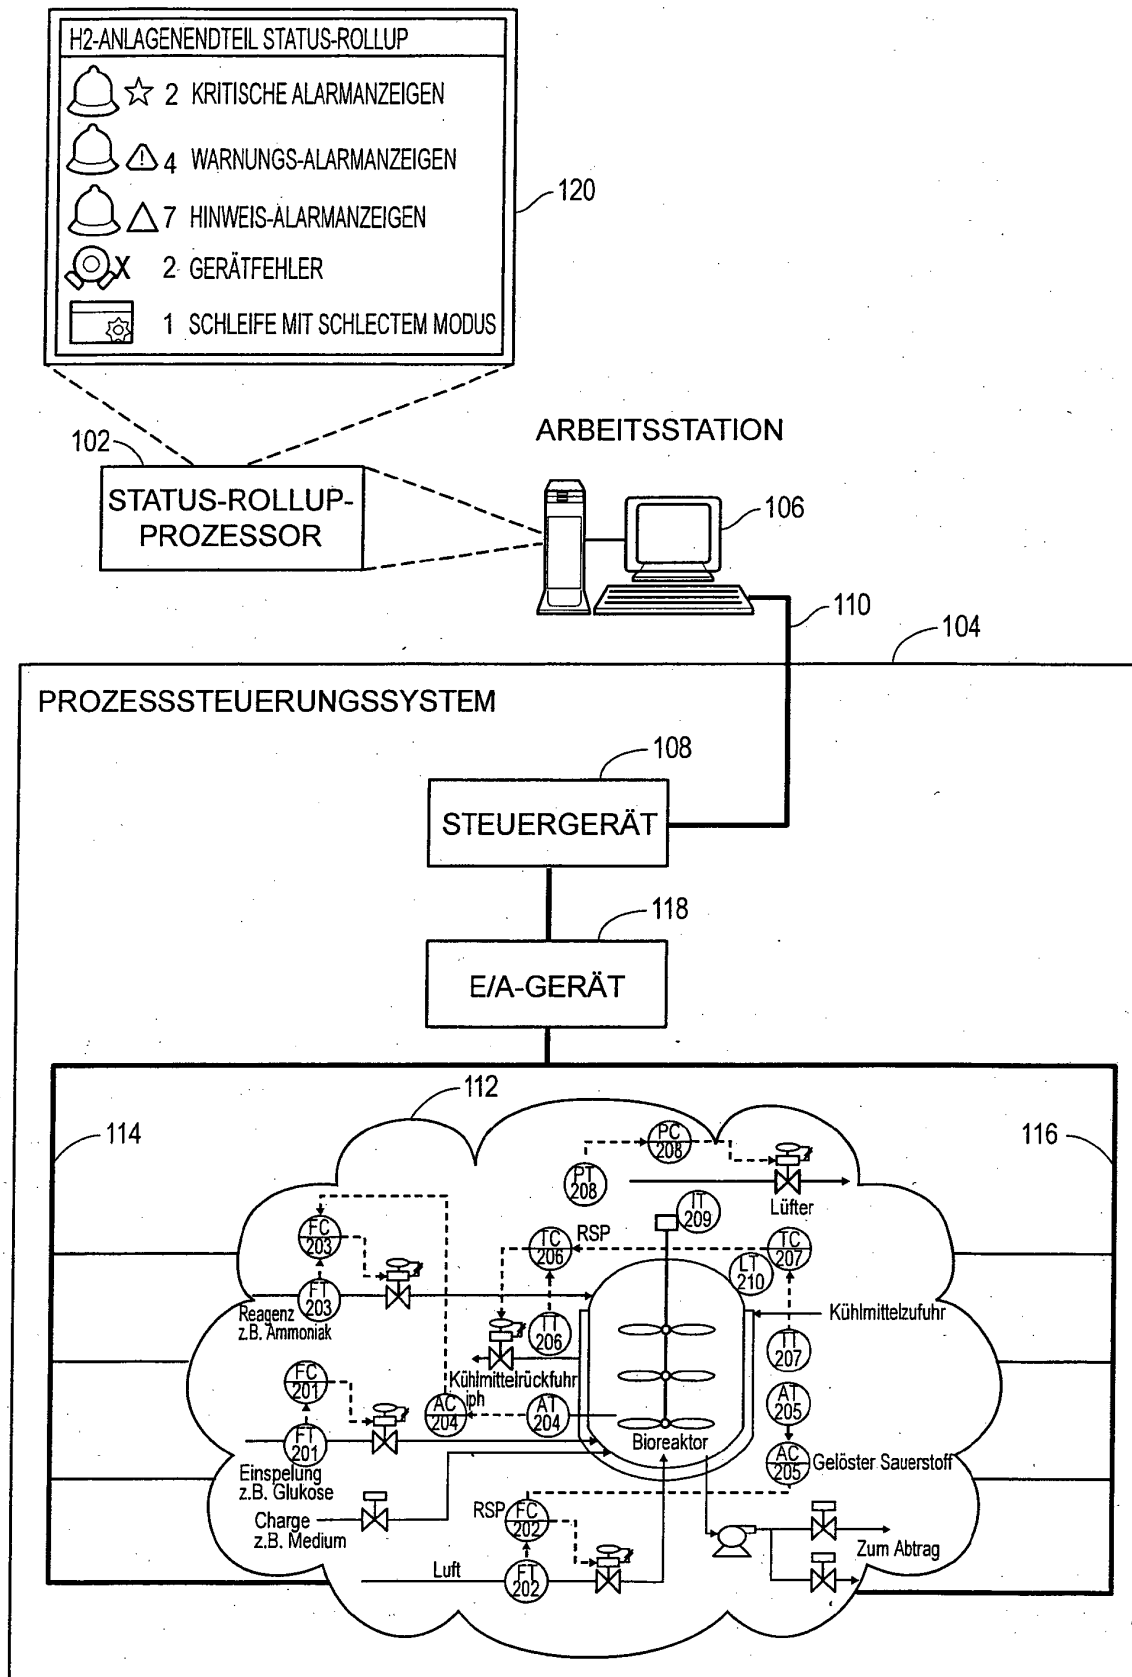 H2-ANLAGENENDTEIL STATUS-ROLLUP
2 KRITISCHE ALARMANZEIGEN
4 WARNUNGS-ALARMANZEIGEN
7 HINWEIS-ALARMANZEIGEN
X 2 GERÄTFEHLER
1 SCHLEIFE MIT SCHLECTEM MODUS
120
ARBEITSSTATION
102
STATUS-ROLLUP-
PROZESSOR
106
110
104
PROZESSSTEUERUNGSSYSTEM
108
STEUERGERÄT
118
E/A-GERÄT
112
114
116
PC
208
PT
208
Lüfter
IT
209
FC
203
RSP
TC
206
TC
207
LT
210
FT
203
Reagenz
z.B. Ammoniak
TT
206
Kühlmittelzufuhr
TT
207
Kühlmittelrückfuhr
FC
201
iph
AC
204
AT
204
AT
205
Bioreaktor
FT
201
AC
205
Gelöster Sauerstoff
Einspelung
z.B. Glukose
Charge
z.B. Medium
RSP
FC
202
Zum Abtrag
Luft
FT
202